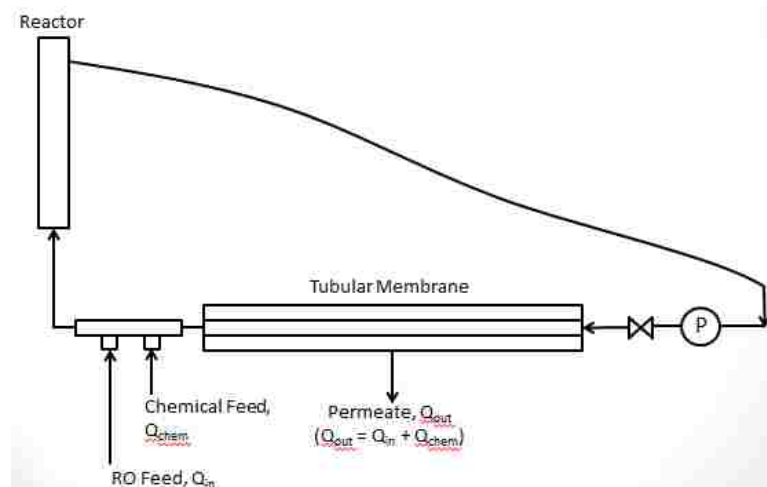 Reactor
Tubular Membrane
P
Chemical Feed,
Qchem
Permeate, Qout
(Qout = Qin + Qchem)
RO Feed, Qin